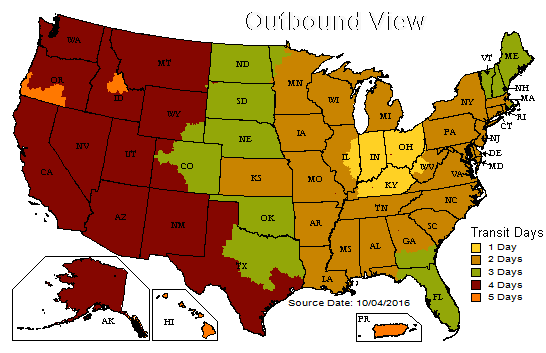 Outbound View
WA
MT
ND
MN
VT
ME
OR
ID
WI
MI
NY
NH
MA
SD
WY
RI
CT
IA
PA
NJ
NV
UT
NE
IL
IN
OH
DE
MD
CO
WV
VA
CA
KS
MO
KY
NC
TN
AZ
NM
OK
AR
SC
MS
AL
GA
TX
LA
FL
Transit Days
1 Day
2 Days
3 Days
4 Days
5 Days
Source Date: 10/04/2016
AK
HI
PR